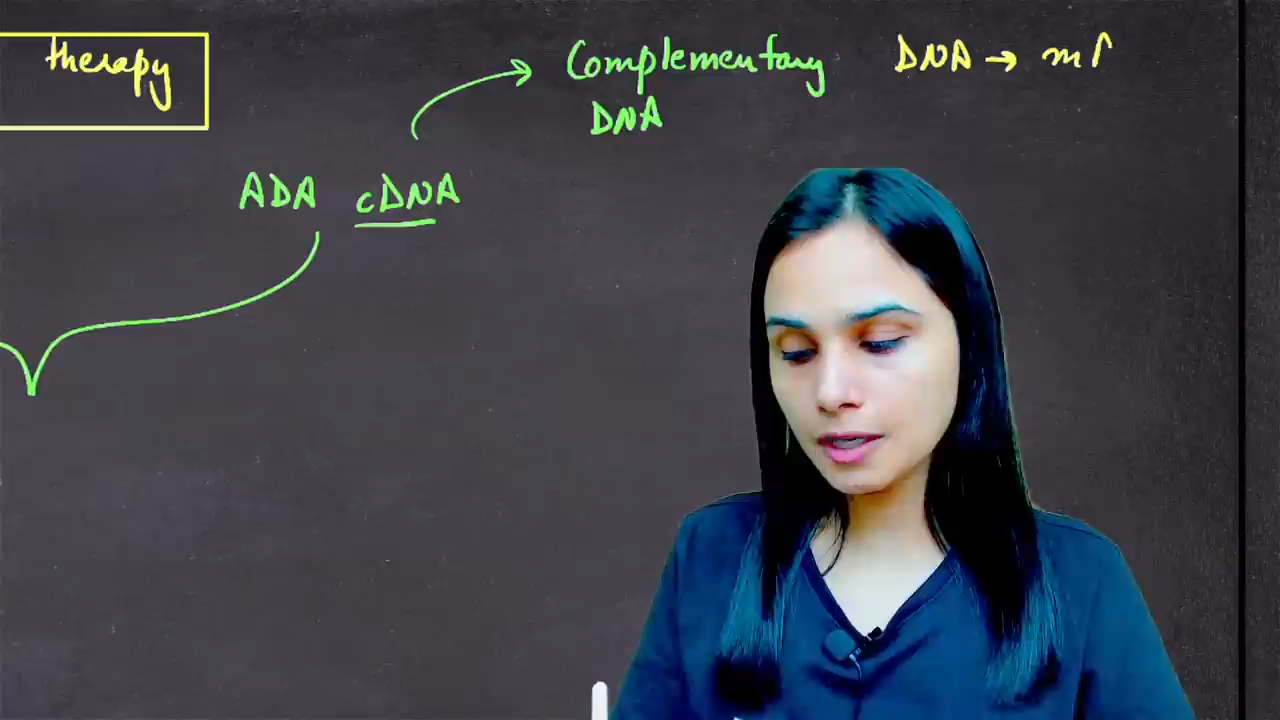 therapy
Complementary DNA → m
DNA
ADA cDNA